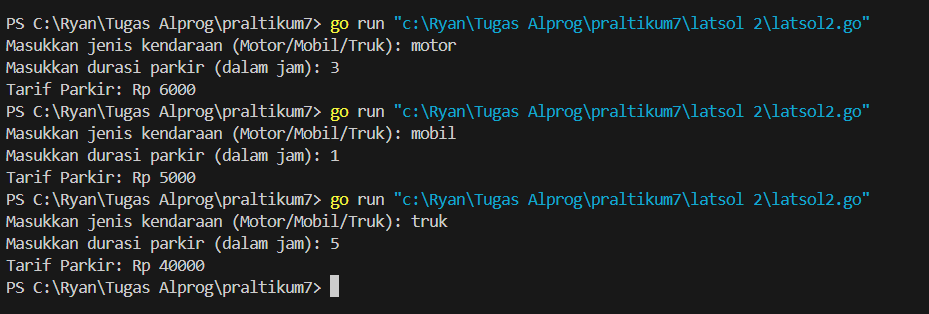 PS C:\Ryan\Tugas Alprog\praltikum7> go run "c:\Ryan\Tugas Alprog\praltikum7\latsol 2\latsol2.go"
Masukkan jenis kendaraan (Motor/Mobil/Truk): motor
Masukkan durasi parkir (dalam jam): 3
Tarif Parkir: Rp 6000
PS C:\Ryan\Tugas Alprog\praltikum7> go run "c:\Ryan\Tugas Alprog\praltikum7\latsol 2\latsol2.go"
Masukkan jenis kendaraan (Motor/Mobil/Truk): mobil
Masukkan durasi parkir (dalam jam): 1
Tarif Parkir: Rp 5000
PS C:\Ryan\Tugas Alprog\praltikum7> go run "c:\Ryan\Tugas Alprog\praltikum7\latsol 2\latsol2.go"
Masukkan jenis kendaraan (Motor/Mobil/Truk): truk
Masukkan durasi parkir (dalam jam): 5
Tarif Parkir: Rp 40000
PS C:\Ryan\Tugas Alprog\praltikum7>